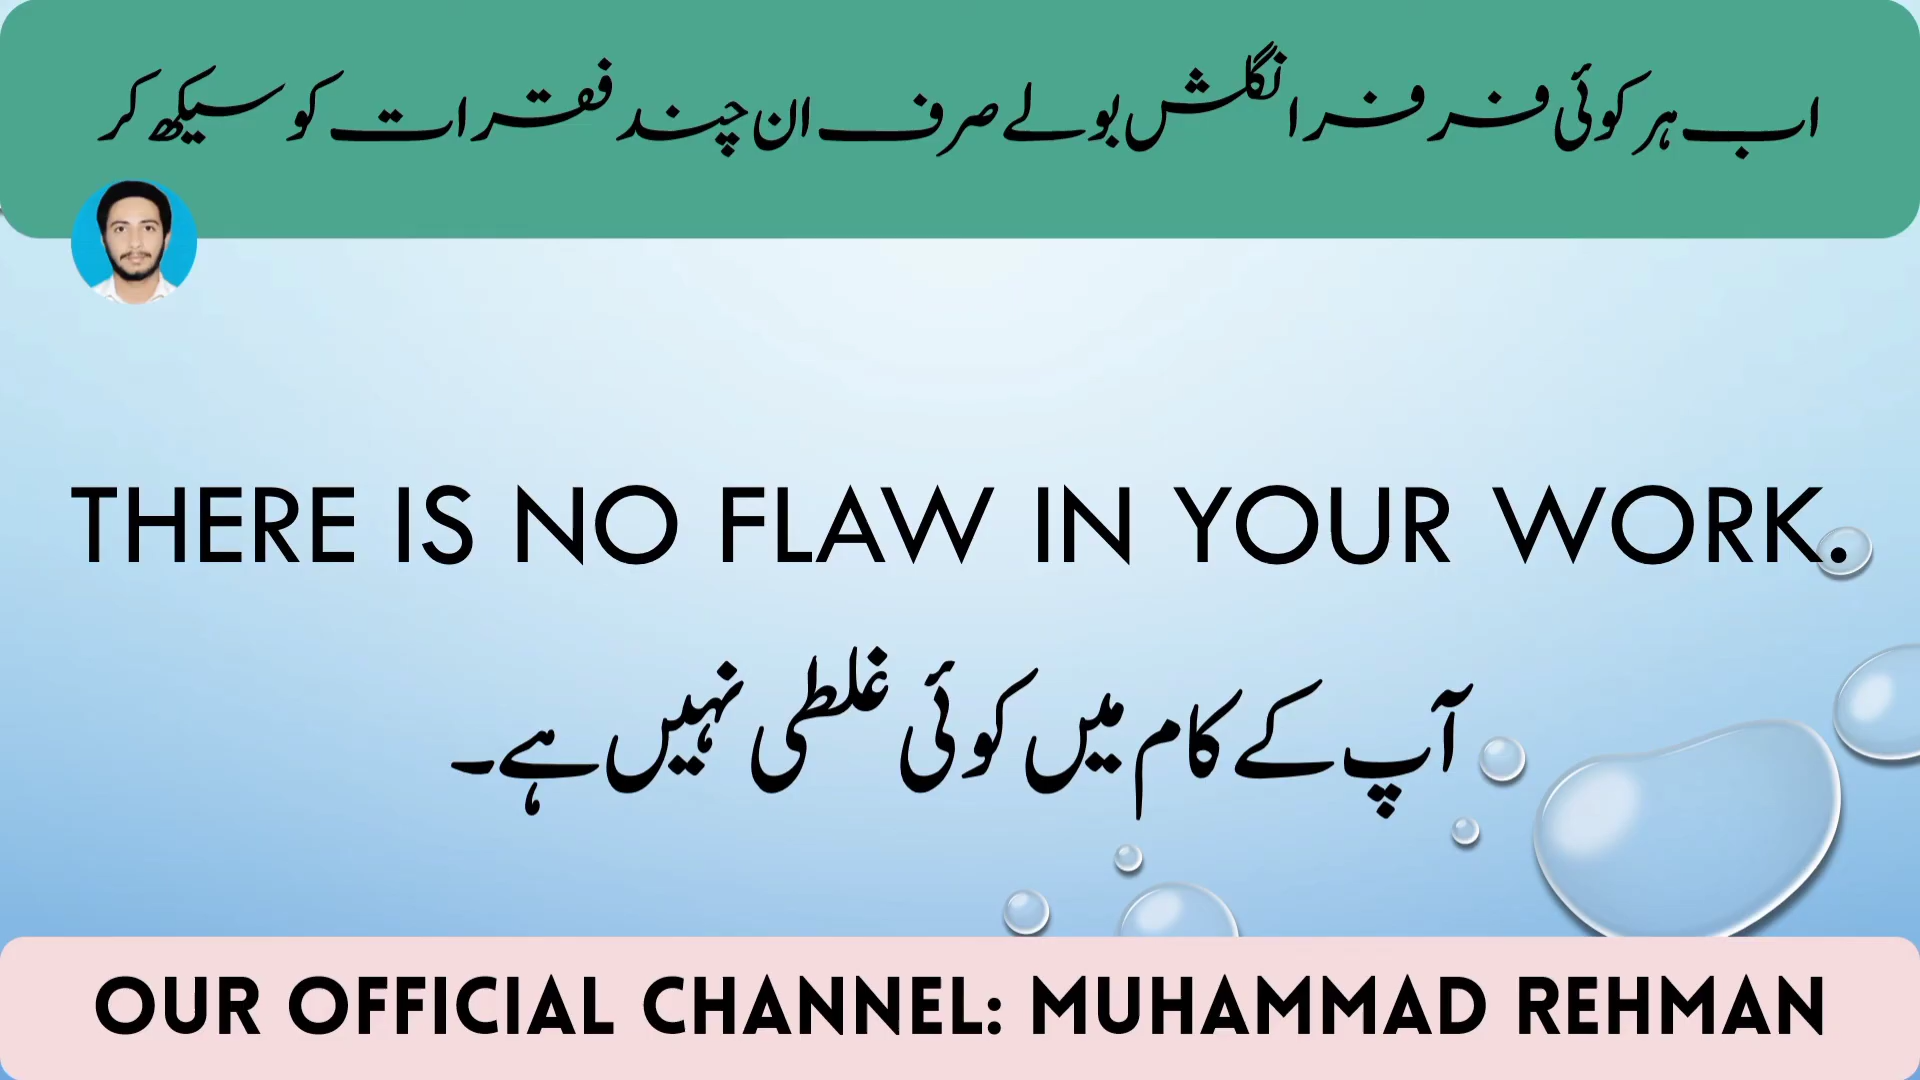 اب ہر کوئی فر فر انگلش بولے صرف ان چند فقرات کو سیکھ کر
THERE IS NO FLAW IN YOUR WORK.
آپ کے کام میں کوئی غلطی نہیں ہے۔
OUR OFFICIAL CHANNEL: MUHAMMAD REHMAN